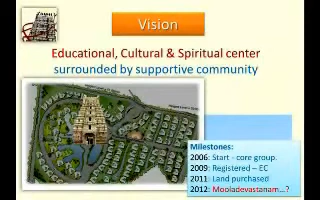 Vision
Educational, Cultural & Spiritual center
surrounded by supportive community
Milestones:
2006: Start - core group.
2009: Registered – EC
2011: Land purchased
2012: Mooladevastanam...?